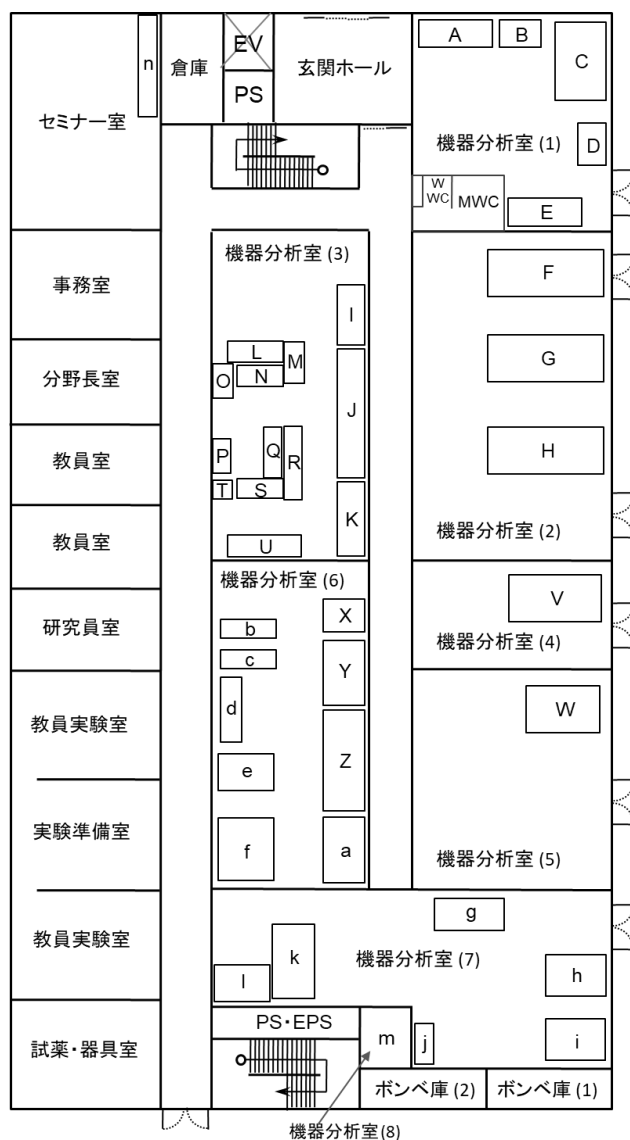 n
倉庫
EV
PS
玄関ホール
A
B
C
セミナー室
機器分析室 (1)
D
W
WC
MWC
E
機器分析室 (3)
F
事務室
I
L
M
G
分野長室
O
N
J
教員室
P
Q
R
H
T
S
K
教員室
U
機器分析室 (2)
機器分析室 (6)
X
V
研究員室
b
機器分析室 (4)
c
Y
d
W
教員実験室
Z
e
実験準備室
f
a
機器分析室 (5)
g
教員実験室
k
機器分析室 (7)
l
h
PS・EPS
試薬・器具室
m
j
i
ボンベ庫 (2)
ボンベ庫 (1)
機器分析室(8)